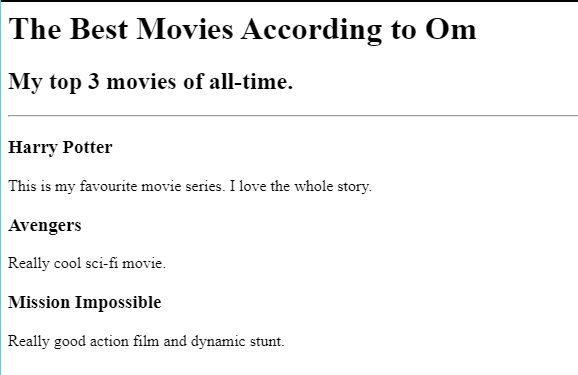 The Best Movies According to Om
My top 3 movies of all-time.
Harry Potter
This is my favourite movie series. I love the whole story.
Avengers
Really cool sci-fi movie.
Mission Impossible
Really good action film and dynamic stunt.